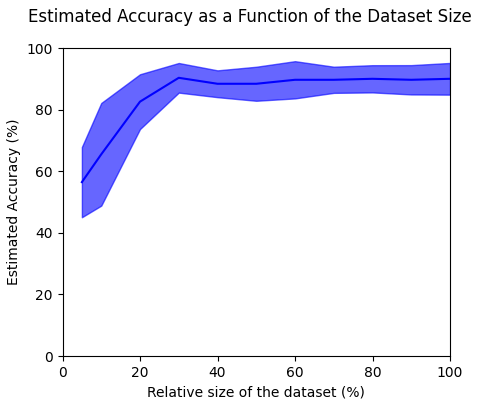 Estimated Accuracy as a Function of the Dataset Size
100
80
60
40
20
0
Estimated Accuracy (%)
0 20 40 60 80 100
Relative size of the dataset (%)